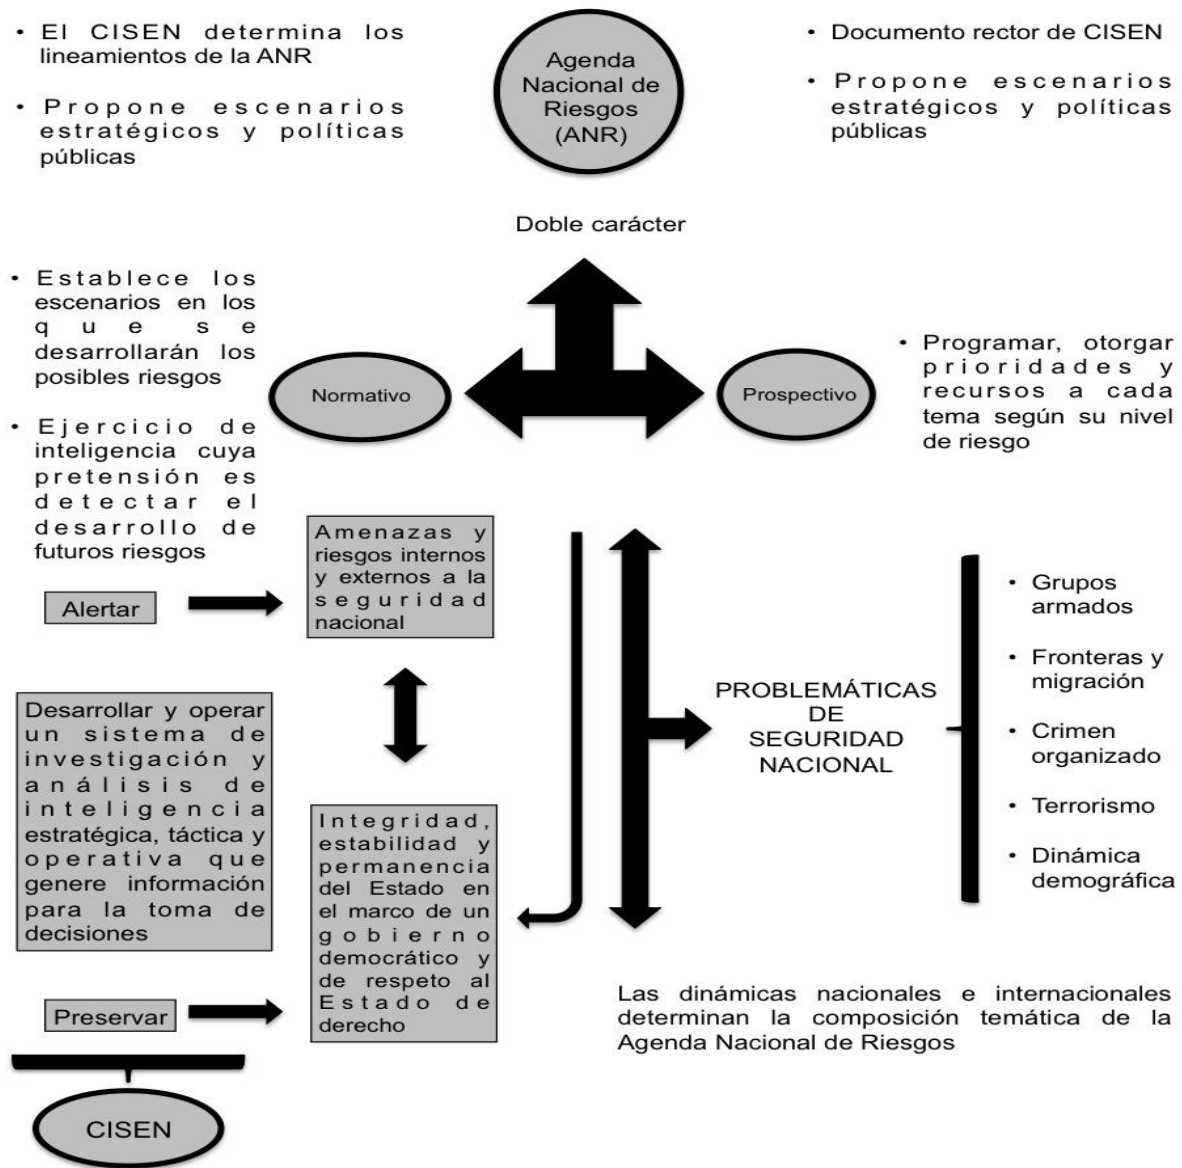 • El CISEN determina los
lineamientos de la ANR
• Propone escenarios
estratégicos y políticas
públicas
Agenda
Nacional de
Riesgos
(ANR)
• Documento rector de CISEN
• Propone escenarios
estratégicos y políticas
públicas
Doble carácter
• Establece los
escenarios en los
que se
desarrollarán los
posibles riesgos
• Ejercicio de
inteligencia cuya
pretensión es
detectar el
desarrollo de
futuros riesgos
Normativo
Prospectivo
• Programar, otorgar
prioridades y
recursos a cada
tema según su nivel
de riesgo
Alertar
Amenazas y
riesgos internos
y externos a la
seguridad
nacional
Desarrollar y operar
un sistema de
investigación y
análisis de
inteligencia
estratégica, táctica y
operativa que
genere información
para la toma de
decisiones
Integridad,
estabilidad y
permanencia
del Estado en
el marco de un
gobierno
democrático y
de respeto al
Estado de
derecho
Preservar
CISEN
PROBLEMÁTICAS
DE
SEGURIDAD
NACIONAL
• Grupos
armados
• Fronteras y
migración
• Crimen
organizado
• Terrorismo
• Dinámica
demográfica
Las dinámicas nacionales e internacionales
determinan la composición temática de la
Agenda Nacional de Riesgos